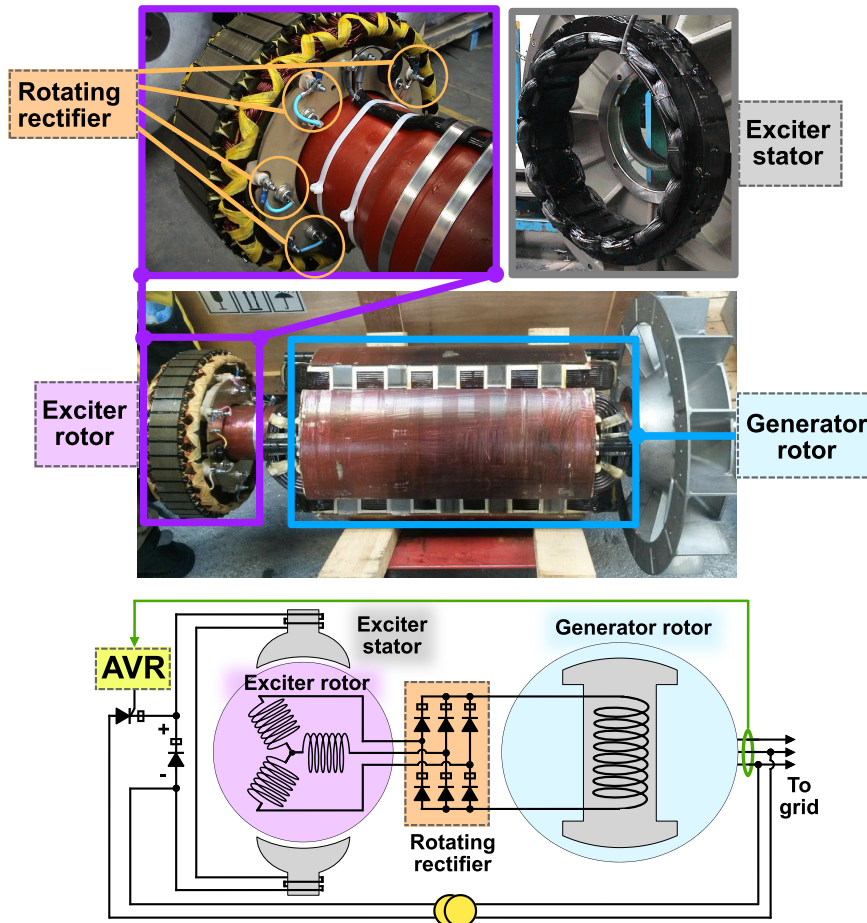 Rotating
rectifier
Exciter
stator
Exciter
rotor
Generator
rotor
Exciter
stator
Generator rotor
AVR
Exciter rotor
+
-
To
grid
Rotating
rectifier